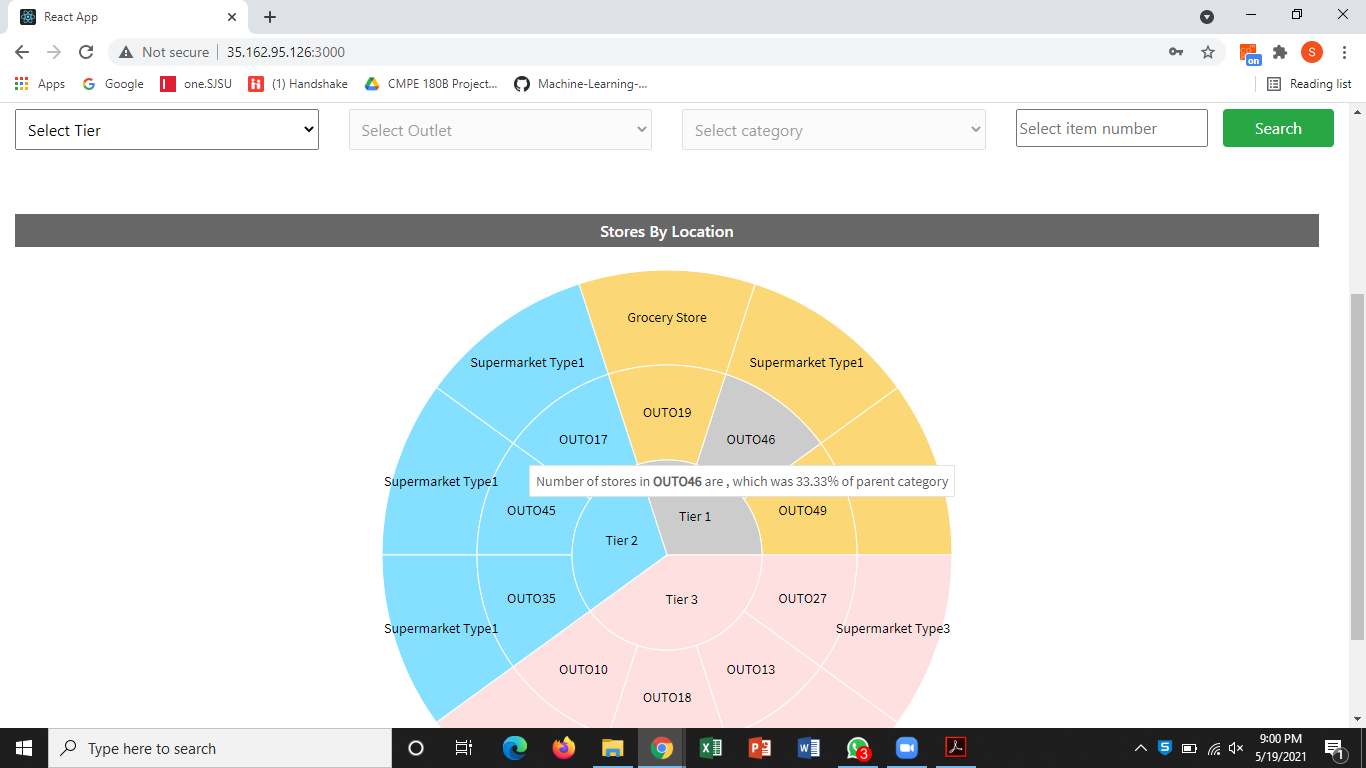 React App
Not secure
35.162.95.126:3000
on
S
Apps
Google
one.SJSU
(1) Handshake
CMPE 180B Project...
Machine-Learning-...
Reading list
Select Tier
Select Outlet
Select category
Select item number
Search
Stores By Location
Grocery Store
Supermarket Type1
Supermarket Type1
OUTO19
OUTO17
OUTO46
Supermarket Type1
Number of stores in OUTO46 are , which was 33.33% of parent category
OUTO45
OUTO49
Tier 1
Tier 2
OUTO35
Tier 3
OUTO27
Supermarket Type1
Supermarket Type3
OUTO10
OUTO13
OUTO18
Type here to search
3
9:00 PM
5/19/2021
1